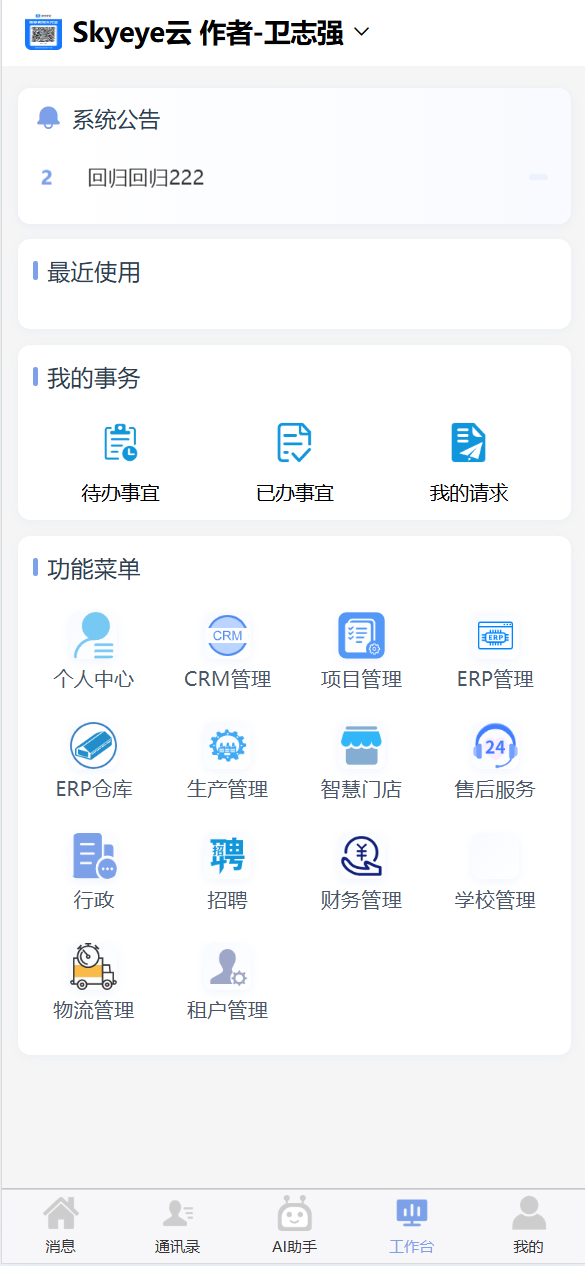 Skyeye云 作者-卫志强
系统公告
2 回归回归222
最近使用
我的事务
待办事宜 已办事宜 我的请求
功能菜单
CRM
ERP
个人中心 CRM管理 项目管理 ERP管理
24
ERP仓库 生产管理 智慧门店 售后服务
招聘
行政 招聘 财务管理 学校管理
物流管理 租户管理
消息 通讯录 AI助手 工作台 我的